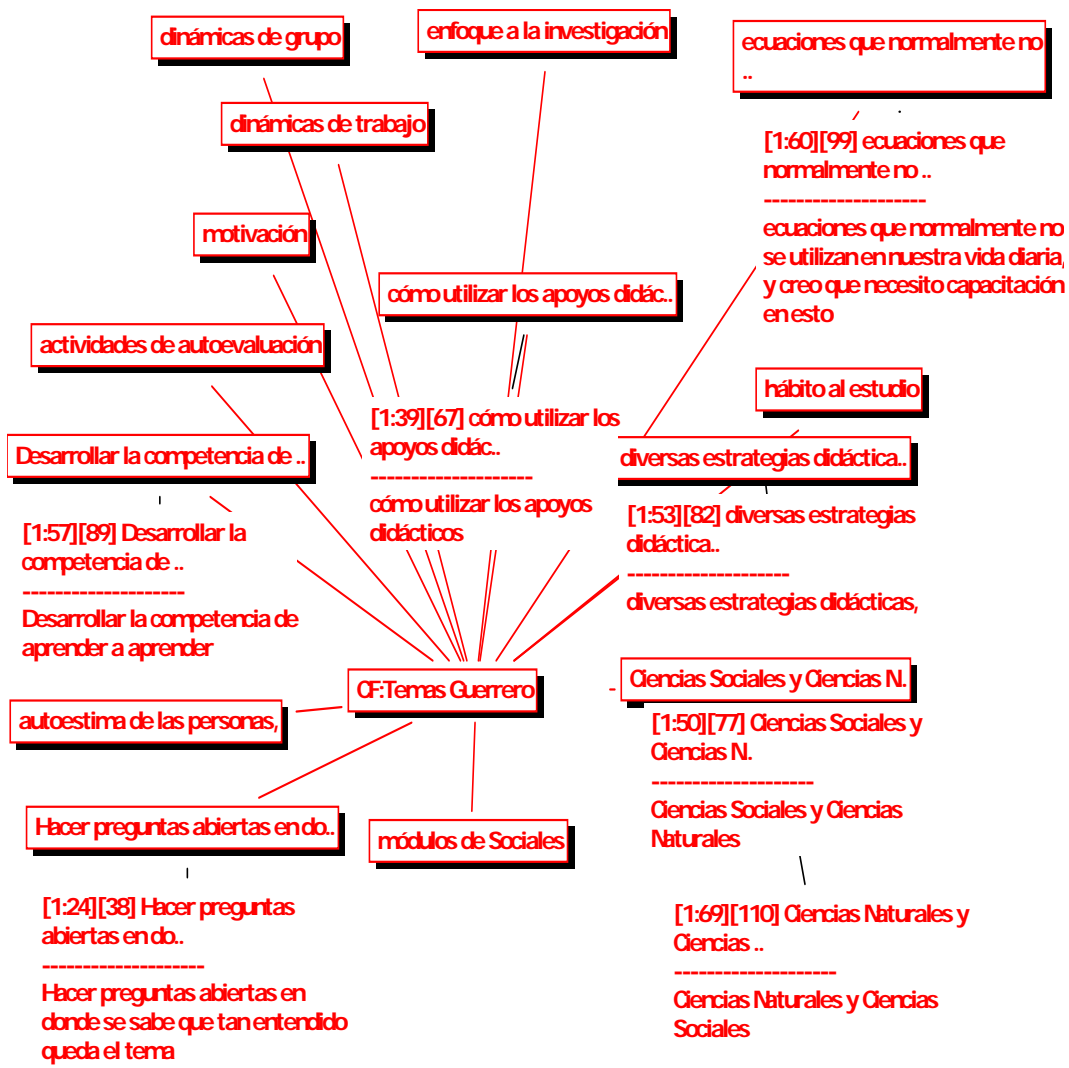 dinámicas de grupo
enfoque a la investigación
ecuaciones que normalmente no
..
dinámicas de trabajo
[1:60][99] ecuaciones que
normalmente no ..
--------------------
ecuaciones que normalmente no
se utilizan en nuestra vida diaria,
y creo que necesito capacitación
en esto
motivación
cómo utilizar los apoyos didác..
actividades de autoevaluación
hábito al estudio
[1:39][67] cómo utilizar los
apoyos didác..
--------------------
cómo utilizar los apoyos
didácticos
Desarrollar la competencia de ..
diversas estrategias didáctica..
[1:57][89] Desarrollar la
competencia de ..
--------------------
Desarrollar la competencia de
aprender a aprender
[1:53][82] diversas estrategias
didáctica..
--------------------
diversas estrategias didácticas,
CF:Temas Guerrero
Ciencias Sociales y Ciencias N.
autoestima de las personas,
[1:50][77] Ciencias Sociales y
Ciencias N.
--------------------
Ciencias Sociales y Ciencias
Naturales
Hacer preguntas abiertas en do..
módulos de Sociales
[1:24][38] Hacer preguntas
abiertas en do..
--------------------
Hacer preguntas abiertas en
donde se sabe que tan entendido
queda el tema
[1:69][110] Ciencias Naturales y
Ciencias ..
--------------------
Ciencias Naturales y Ciencias
Sociales